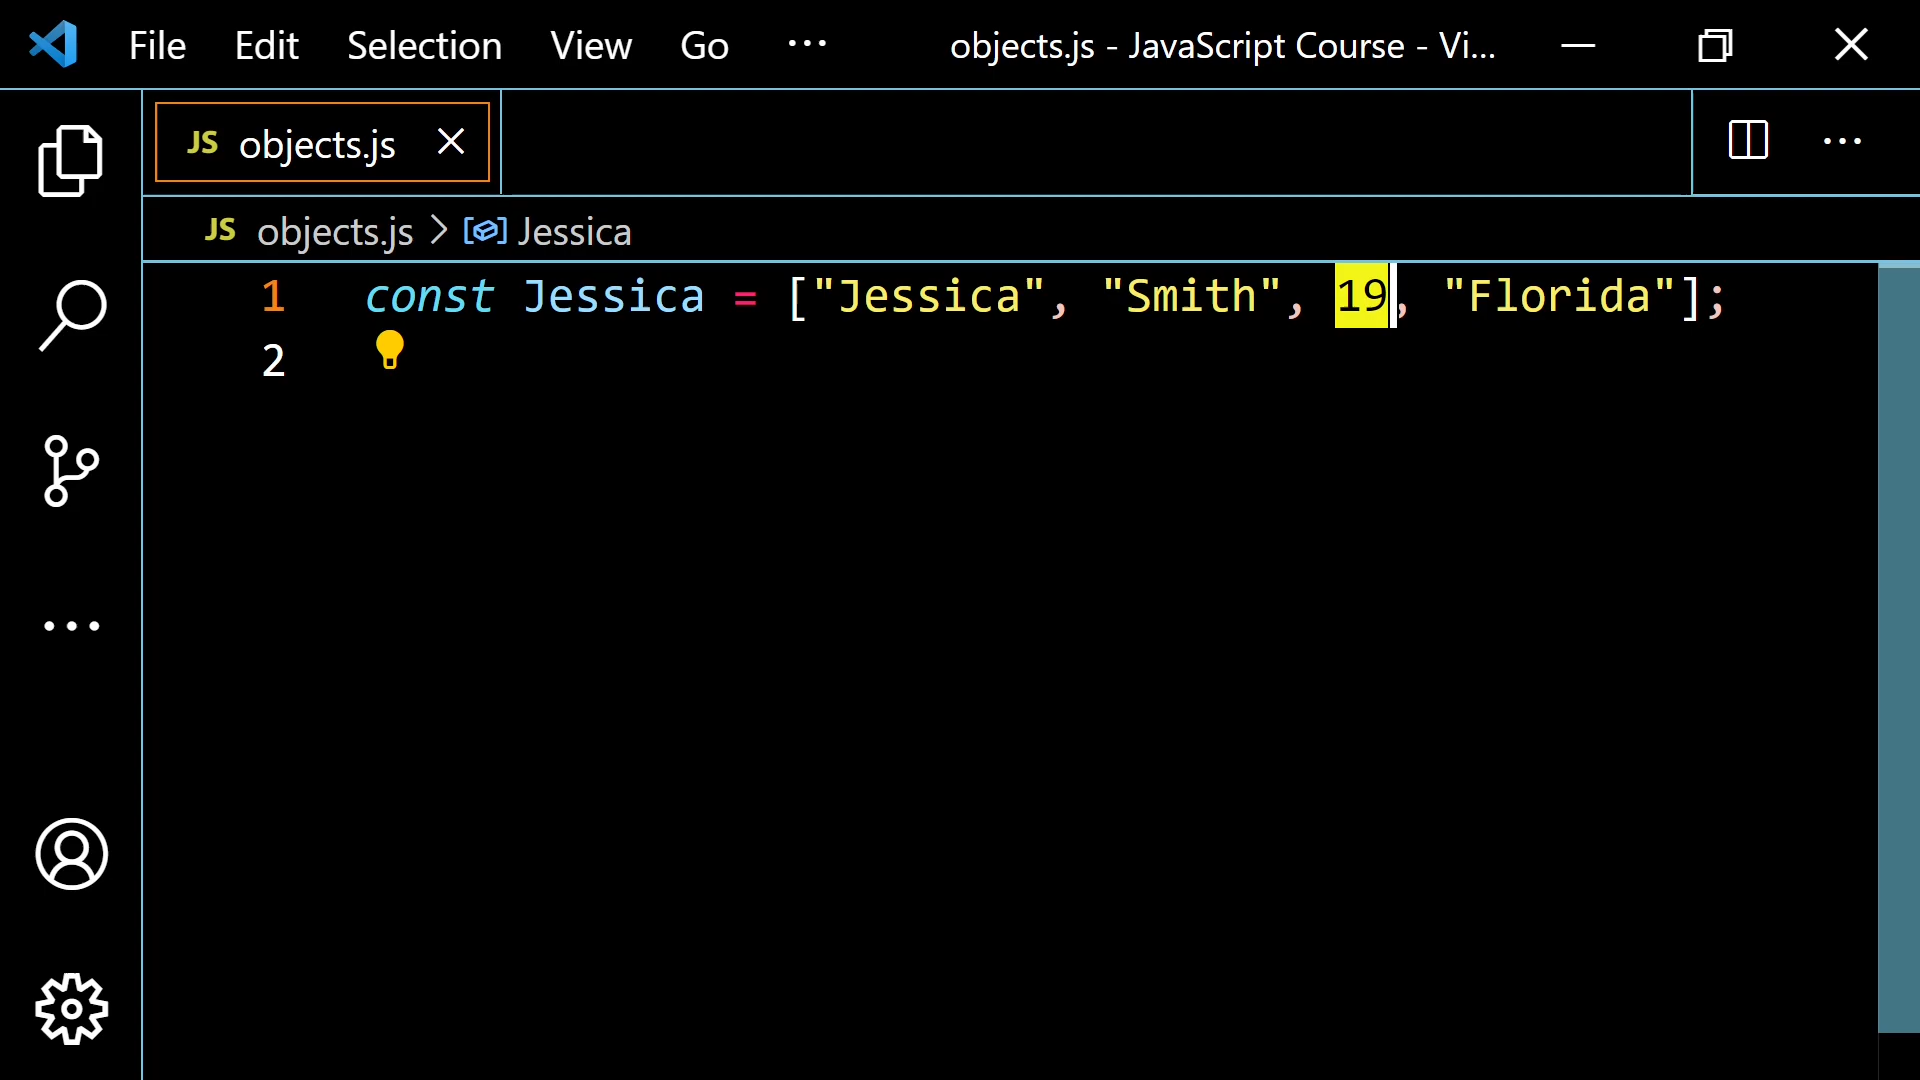 File Edit Selection View Go ··· objects.js - JavaScript Course - Vi...
JS objects.js
JS objects.js > Jessica
1 const Jessica = ["Jessica", "Smith", 19, "Florida"];
2